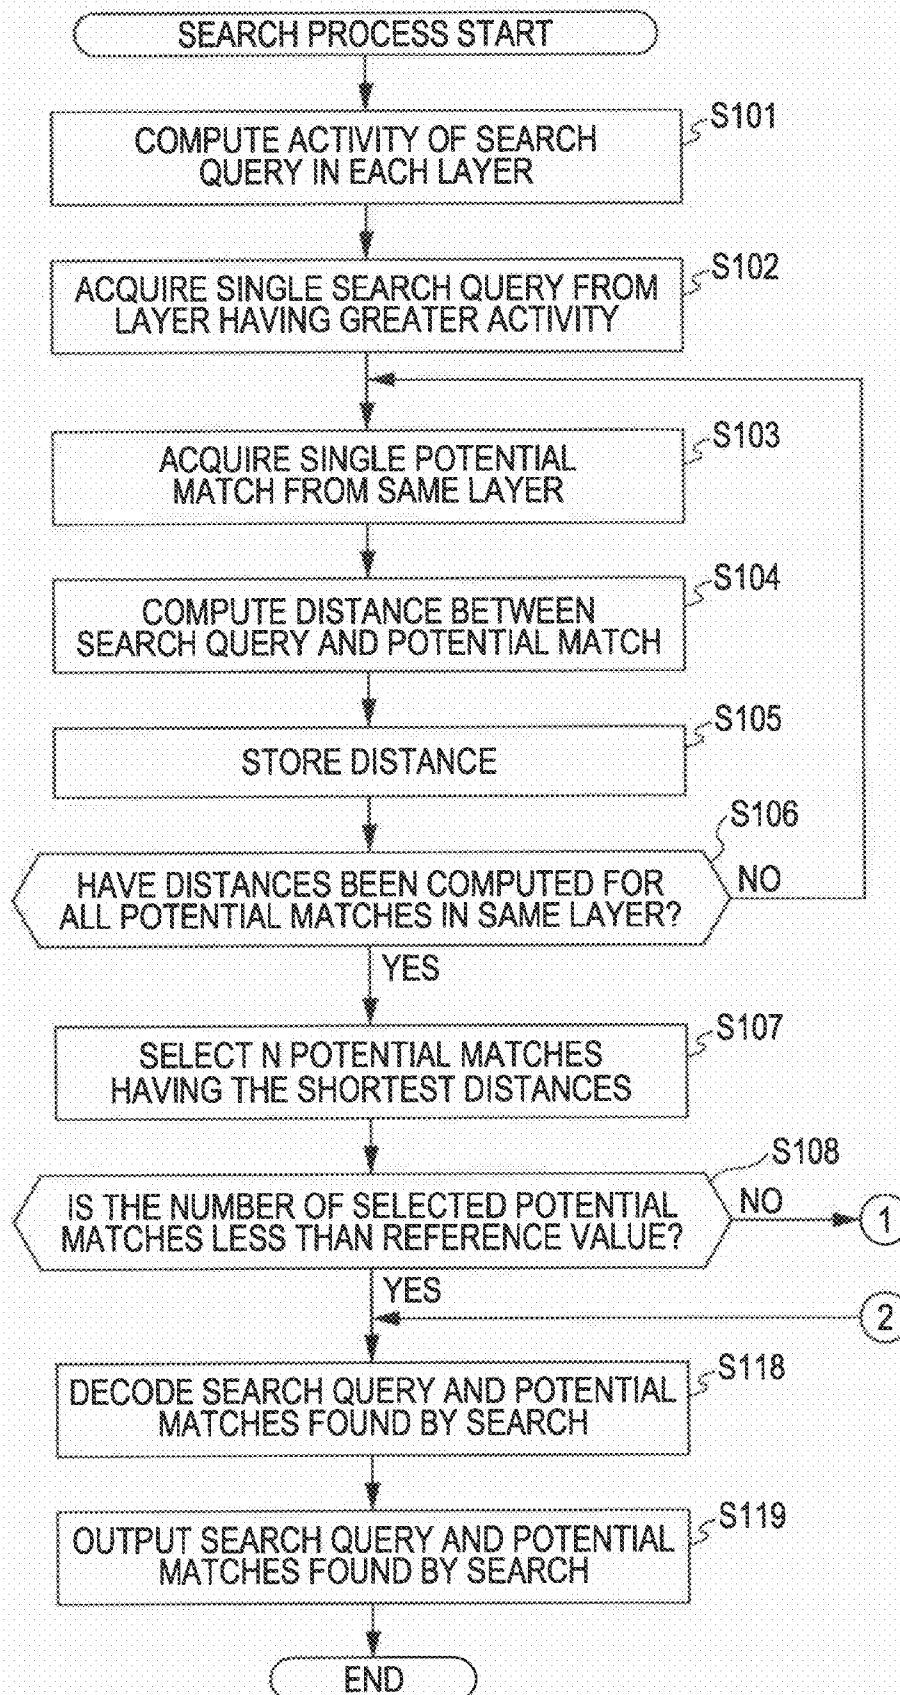 SEARCH PROCESS START
S101
COMPUTE ACTIVITY OF SEARCH
QUERY IN EACH LAYER
S102
ACQUIRE SINGLE SEARCH QUERY FROM
LAYER HAVING GREATER ACTIVITY
S103
ACQUIRE SINGLE POTENTIAL
MATCH FROM SAME LAYER
S104
COMPUTE DISTANCE BETWEEN
SEARCH QUERY AND POTENTIAL MATCH
S105
STORE DISTANCE
S106
HAVE DISTANCES BEEN COMPUTED FOR
ALL POTENTIAL MATCHES IN SAME LAYER?
NO
YES
S107
SELECT N POTENTIAL MATCHES
HAVING THE SHORTEST DISTANCES
S108
IS THE NUMBER OF SELECTED POTENTIAL
MATCHES LESS THAN REFERENCE VALUE?
NO
1
YES
2
S118
DECODE SEARCH QUERY AND POTENTIAL
MATCHES FOUND BY SEARCH
S119
OUTPUT SEARCH QUERY AND POTENTIAL
MATCHES FOUND BY SEARCH
END